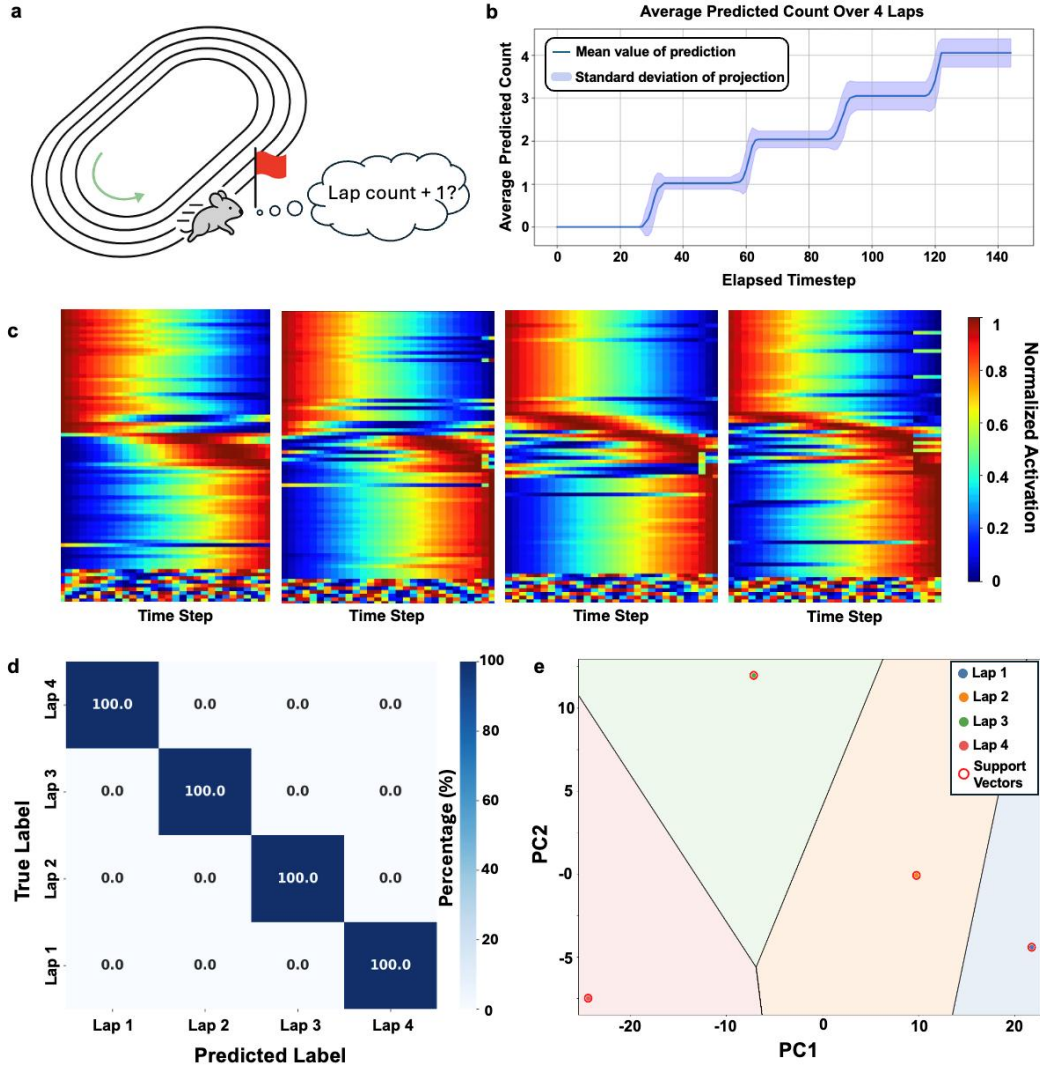 a
Lap count + 1?
b
Average Predicted Count Over 4 Laps
Mean value of prediction
Standard deviation of projection
Average Predicted Count
4
3
2
1
0
0 20 40 60 80 100 120 140
Elapsed Timestep
c
Time Step
Time Step
Time Step
Time Step
1
0.8
0.6
0.4
0.2
0
Normalized Activation
d
True Label
Lap 4
Lap 3
Lap 2
Lap 1
100.0 0.0 0.0 0.0
0.0 100.0 0.0 0.0
0.0 0.0 100.0 0.0
0.0 0.0 0.0 100.0
Lap 1 Lap 2 Lap 3 Lap 4
Predicted Label
Percentage (%)
100
80
60
40
20
0
e
Lap 1
Lap 2
Lap 3
Lap 4
Support
Vectors
PC2
10
5
-0
-5
-20 -10 0 10 20
PC1